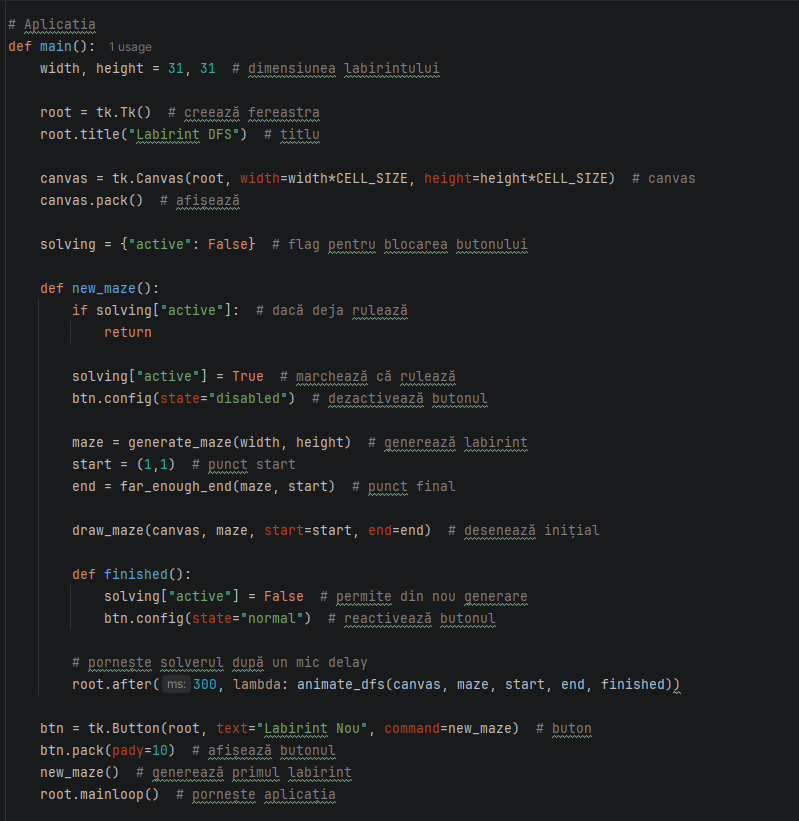 # Aplicatia
def main():  1 usage
    width, height = 31, 31  # dimensiunea labirintului

    root = tk.Tk()  # creează fereastra
    root.title("Labirint DFS")  # titlu

    canvas = tk.Canvas(root, width=width*CELL_SIZE, height=height*CELL_SIZE)  # canvas
    canvas.pack()  # afișează

    solving = {"active": False}  # flag pentru blocarea butonului

    def new_maze():
        if solving["active"]:  # dacă deja rulează
            return

        solving["active"] = True  # marchează că rulează
        btn.config(state="disabled")  # dezactivează butonul

        maze = generate_maze(width, height)  # generează labirint
        start = (1,1)  # punct start
        end = far_enough_end(maze, start)  # punct final

        draw_maze(canvas, maze, start=start, end=end)  # desenează inițial

        def finished():
            solving["active"] = False  # permite din nou generare
            btn.config(state="normal")  # reactivează butonul

        # pornește solverul după un mic delay
        root.after( ms: 300, lambda: animate_dfs(canvas, maze, start, end, finished))

    btn = tk.Button(root, text="Labirint Nou", command=new_maze)  # buton
    btn.pack(pady=10)  # afișează butonul
    new_maze()  # generează primul labirint
    root.mainloop()  # pornește aplicația